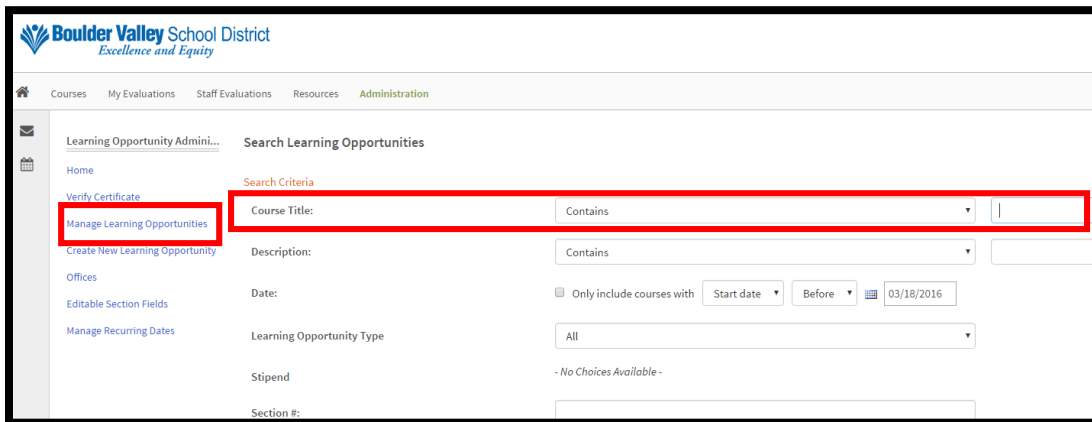 Boulder Valley School District
Excellence and Equity
Courses My Evaluations Staff Evaluations Resources Administration
Learning Opportunity Admini...
Home
Verify Certificate
Manage Learning Opportunities
Create New Learning Opportunity
Offices
Editable Section Fields
Manage Recurring Dates
Search Learning Opportunities
Search Criteria
Course Title: Contains
Description: Contains
Date: Only include courses with Start date Before 03/18/2016
Learning Opportunity Type All
Stipend - No Choices Available -
Section #: